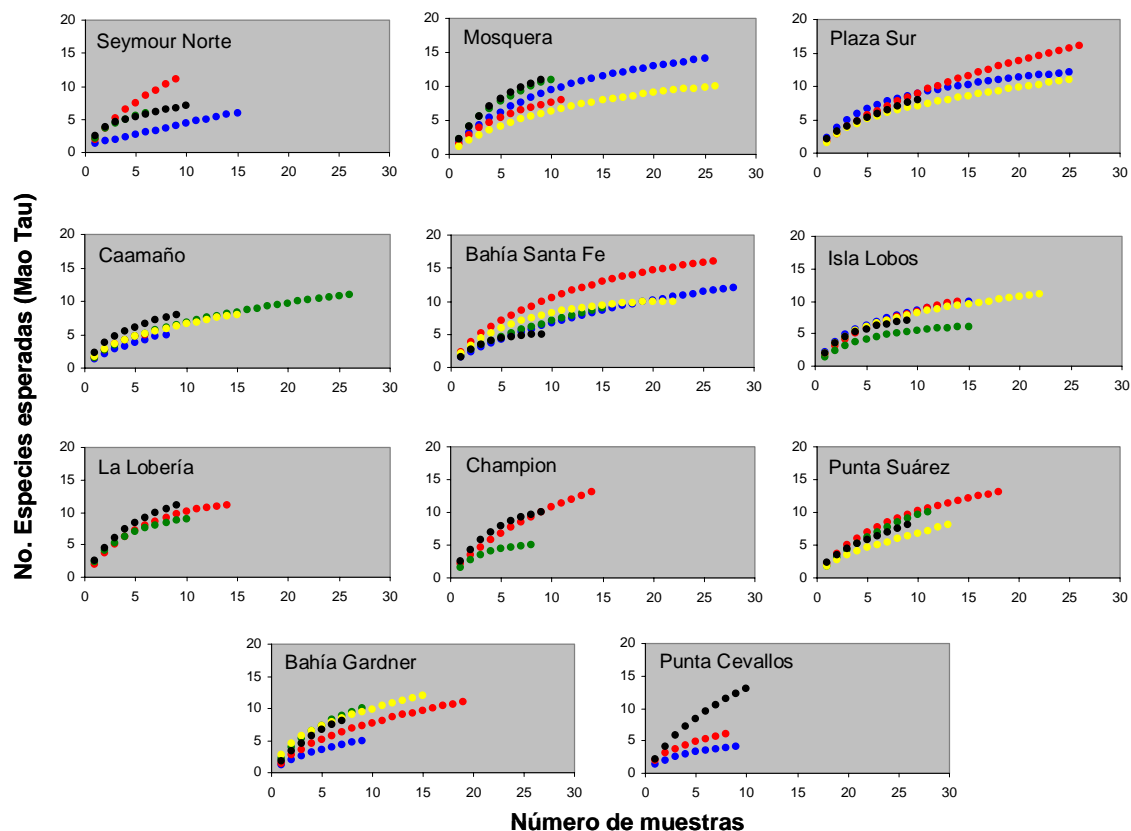 No. Especies esperadas (Mao Tau)
Seymour Norte
20
15
10
5
0
0 5 10 15 20 25 30
Mosquera
20
15
10
5
0
0 5 10 15 20 25 30
Plaza Sur
20
15
10
5
0
0 5 10 15 20 25 30
Caamaño
20
15
10
5
0
0 5 10 15 20 25 30
Bahía Santa Fe
20
15
10
5
0
0 5 10 15 20 25 30
Isla Lobos
20
15
10
5
0
0 5 10 15 20 25 30
La Lobería
20
15
10
5
0
0 5 10 15 20 25 30
Champion
20
15
10
5
0
0 5 10 15 20 25 30
Punta Suárez
20
15
10
5
0
0 5 10 15 20 25 30
Bahía Gardner
20
15
10
5
0
0 5 10 15 20 25 30
Punta Cevallos
20
15
10
5
0
0 5 10 15 20 25 30
Número de muestras